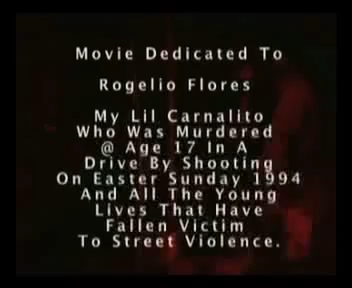 Movie Dedicated To
Rogelio Flores
My Lil Carnalito
Who Was Murdered
@ Age 17 In A
Drive By Shooting
On Easter Sunday 1994
And All The Young
Lives That Have
Fallen Victim
To Street Violence.